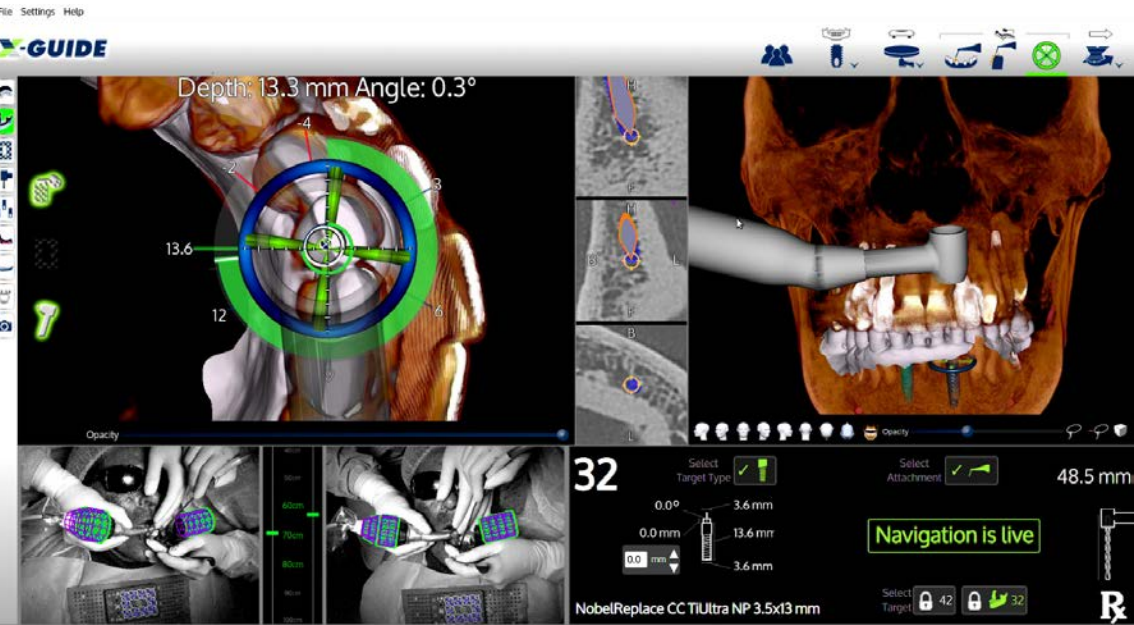 File Settings Help
X-GUIDE
Depth: 13.3 mm Angle: 0.3°
-4
-2
3
13.6
12
6
H
H
L
F
B
L
Opacity
Opacity
60cm
70cm
80cm
32
Select
Target Type
Select
Attachment
48.5 mm
0.0°
3.6 mm
0.0 mm
13.6 mm
0.0 mm
3.6 mm
Navigation is live
NobelReplace CC TiUltra NP 3.5x13 mm
Select
Target
42
32
Rx